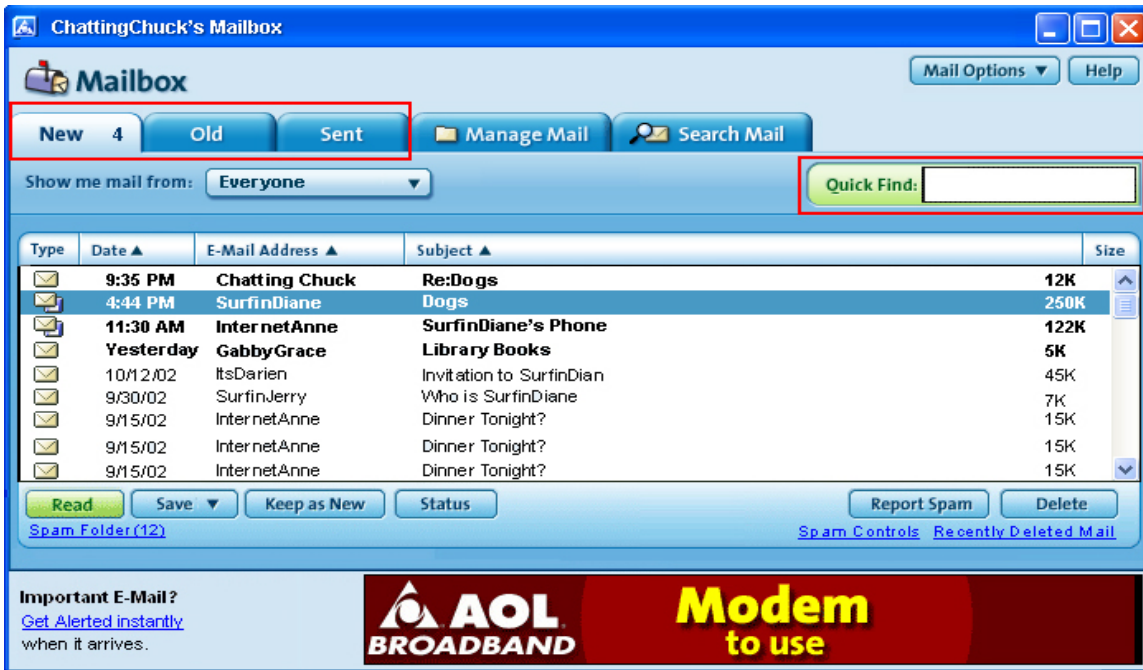 ChattingChuck's Mailbox
Mailbox
Mail Options
Help
New 4 Old Sent Manage Mail Search Mail
Show me mail from: Everyone
Quick Find:
Type Date E-Mail Address Subject Size
9:35 PM Chatting Chuck Re:Dogs 12K
4:44 PM SurfinDiane Dogs 250K
11:30 AM InternetAnne SurfinDiane's Phone 122K
Yesterday GabbyGrace Library Books 5K
10/12/02 ItsDarien Invitation to SurfinDian 45K
9/30/02 SurfinJerry Who is SurfinDiane 7K
9/15/02 InternetAnne Dinner Tonight? 15K
9/15/02 InternetAnne Dinner Tonight? 15K
9/15/02 InternetAnne Dinner Tonight? 15K
Read Save Keep as New Status Report Spam Delete
Spam Folder (12) Spam Controls Recently Deleted Mail
Important E-Mail?
Get Alerted instantly
when it arrives.
AOL
BROADBAND
Modem
to use